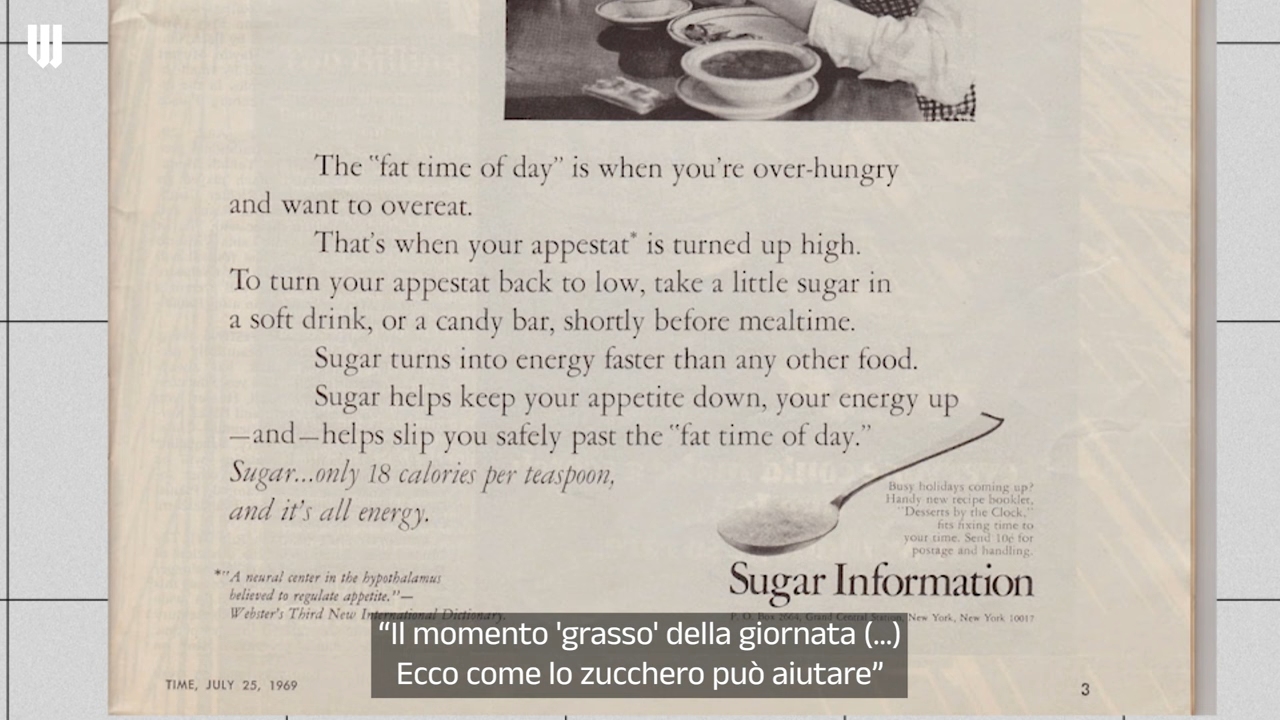 The "fat time of day" is when you're over-hungry
and want to overeat.
That's when your appestat* is turned up high.
To turn your appestat back to low, take a little sugar in
a soft drink, or a candy bar, shortly before mealtime.
Sugar turns into energy faster than any other food.
Sugar helps keep your appetite down, your energy up
—and—helps slip you safely past the "fat time of day."
Sugar...only 18 calories per teaspoon,
and it's all energy.
Busy holidays coming up?
Handy new recipe booklet,
"Desserts by the Clock,"
fits fixing time to
your time. Send 10¢ for
postage and handling.
*"A neural center in the hypothalamus
believed to regulate appetite."—
Webster's Third New International Dictionary.
Sugar Information
P. O. Box 2664, Grand Central Station, New York, New York 10017
“Il momento 'grasso' della giornata (...)
Ecco come lo zucchero può aiutare”
TIME, JULY 25, 1969
3